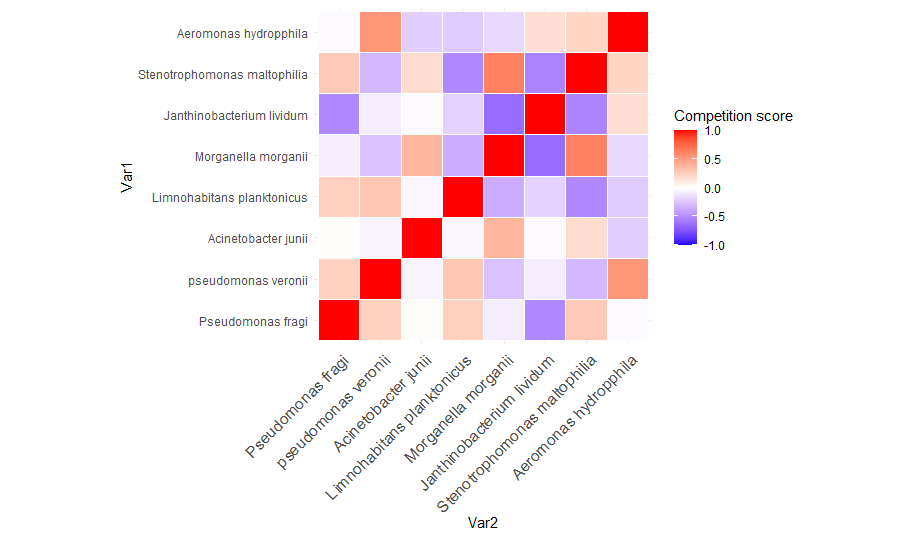 Aeromonas hydropphila
Stenotrophomonas maltophilia
Janthinobacterium lividum
Morganella morganii
Limnohabitans planktonicus
Acinetobacter junii
pseudomonas veronii
Pseudomonas fragi
Var1
Pseudomonas fragi
pseudomonas veronii
Acinetobacter junii
Limnohabitans planktonicus
Morganella morganii
Janthinobacterium lividum
Stenotrophomonas maltophilia
Aeromonas hydropphila
Var2
Competition score
1.0
0.5
0.0
-0.5
-1.0